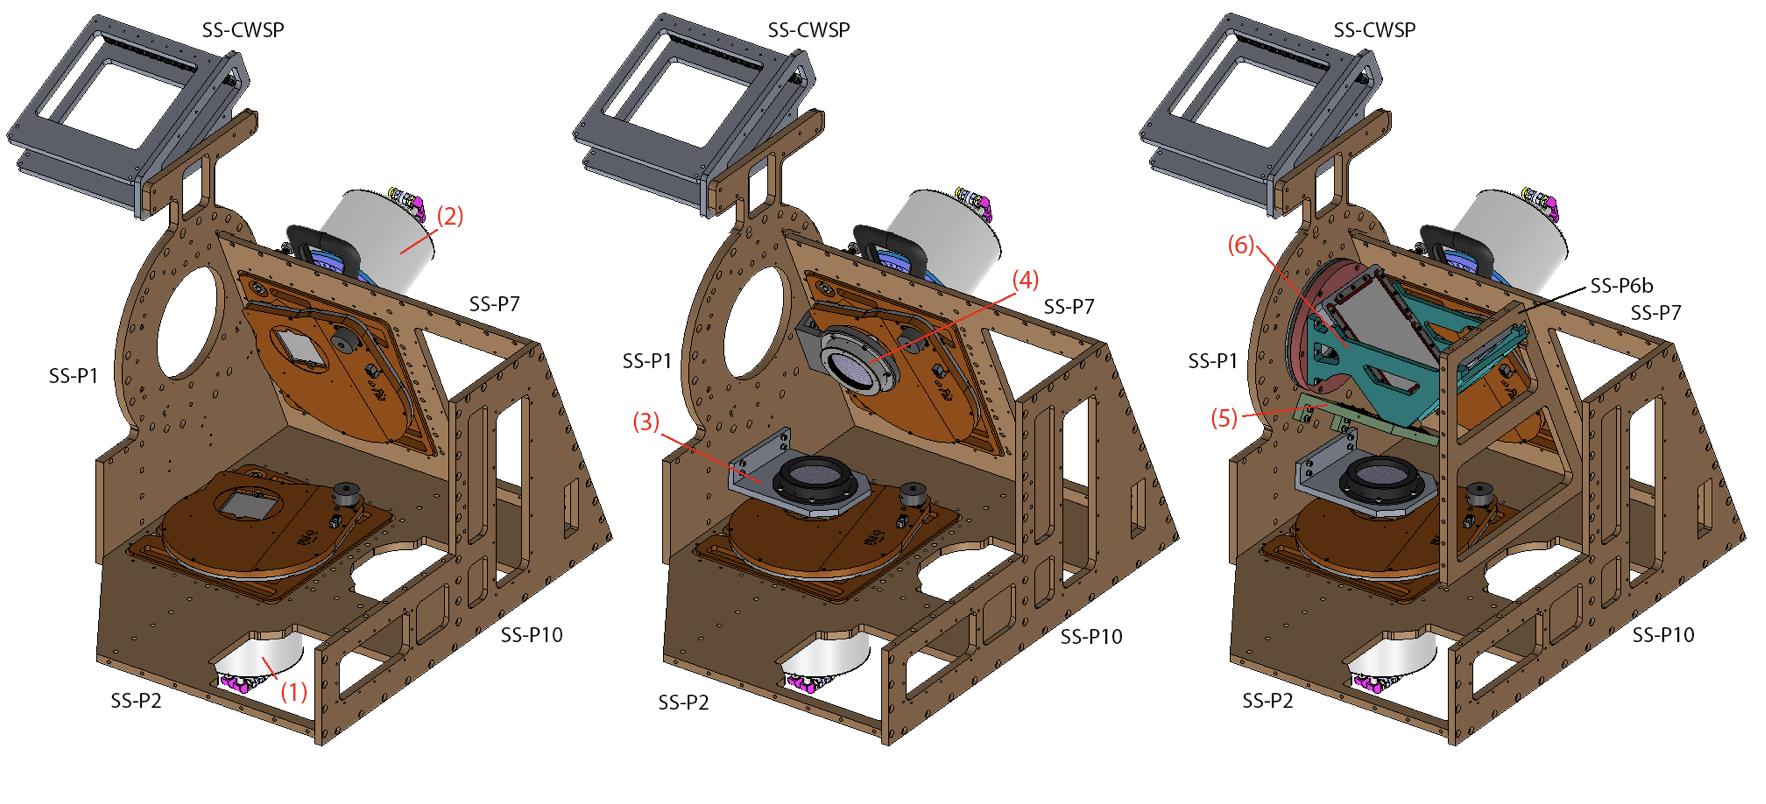 SS-CWSP
SS-CWSP
SS-CWSP
(2)
(6)
(4)
SS-P6b
SS-P7
SS-P7
SS-P7
SS-P1
SS-P1
SS-P1
(3)
(5)
SS-P10
SS-P10
SS-P10
(1)
SS-P2
SS-P2
SS-P2